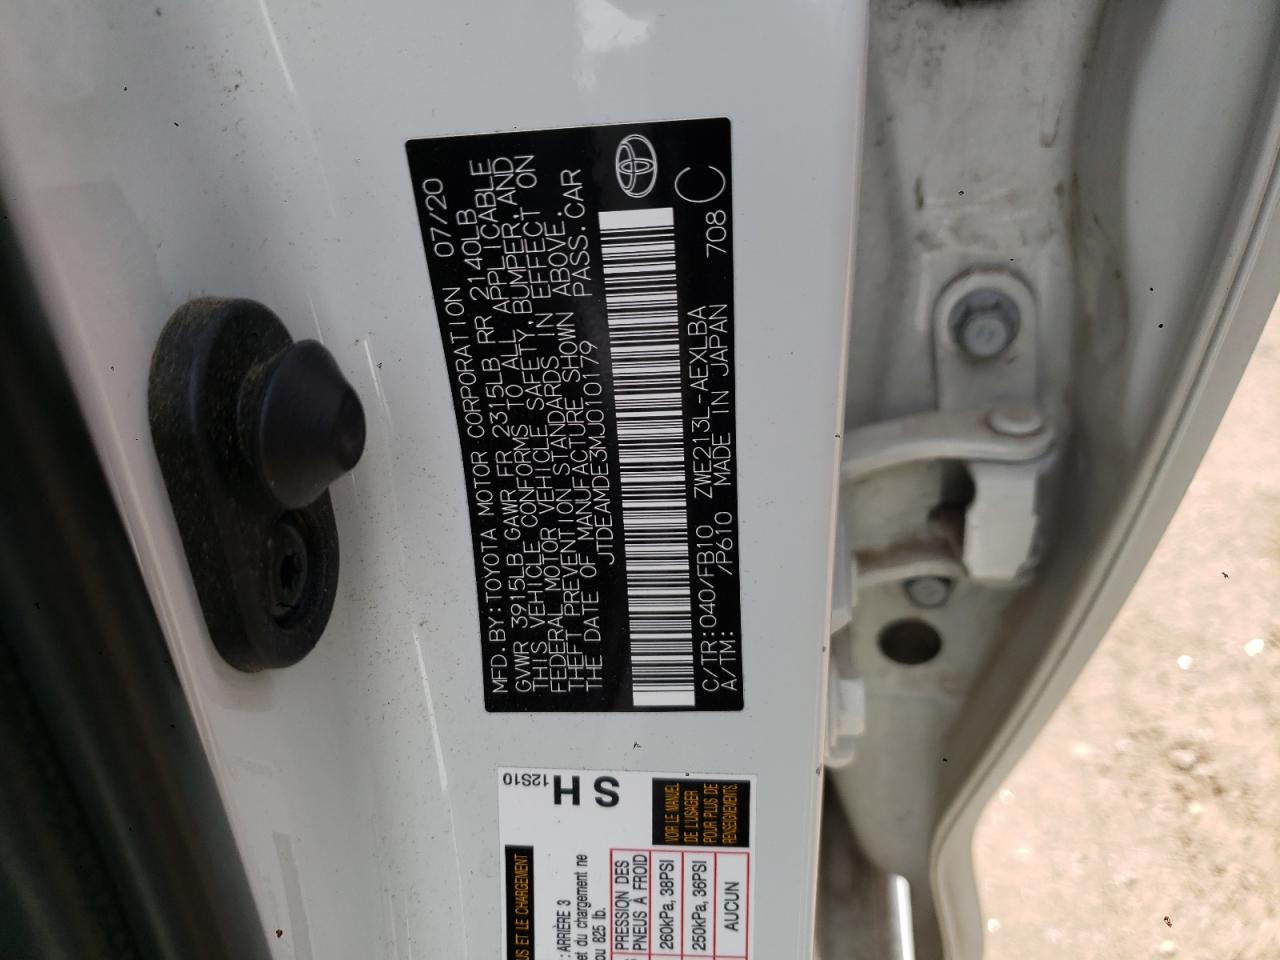 MFD. BY: TOYOTA MOTOR CORPORATION 07/20
GVWR 3915LB GAWR FR 2315LB RR 2140LB
THIS VEHICLE CONFORMS TO ALL APPLICABLE
FEDERAL MOTOR VEHICLE SAFETY, BUMPER, AND
THEFT PREVENTION STANDARDS IN EFFECT ON
THE DATE OF MANUFACTURE SHOWN ABOVE.
JTDEAMDE3MJ010179 PASS. CAR
C/TR: 040/FB10 ZWE213L-AEXLBA 708
A/TM: /P610 MADE IN JAPAN C
12S10
H
S
VOIR LE MANUEL
DE L'USAGER
POUR PLUS DE
RENSEIGNEMENTS.
US ET LE CHARGEMENT
: ARRIÈRE 3
et du chargement ne
ou 825 lb.
PRESSION DES
PNEUS À FROID
260kPa, 38PSI
250kPa, 36PSI
AUCUN